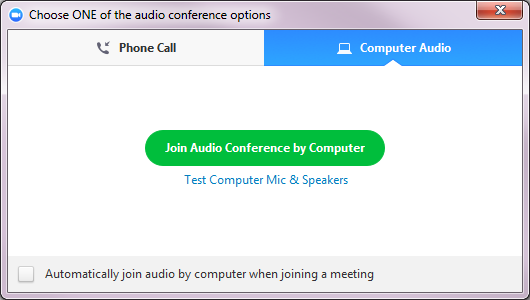 Choose ONE of the audio conference options
Phone Call
Computer Audio
Join Audio Conference by Computer
Test Computer Mic & Speakers
Automatically join audio by computer when joining a meeting